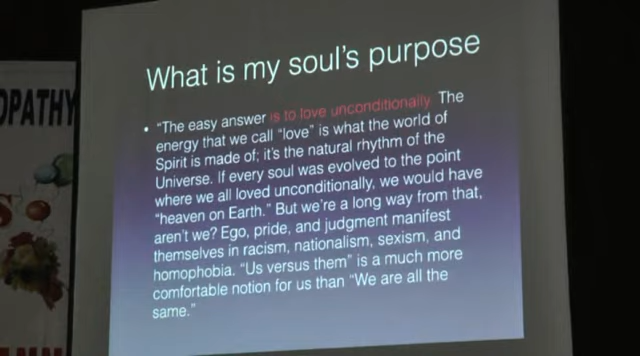 What is my soul's purpose
• "The easy answer is to love unconditionally. The
energy that we call "love" is what the world of
Spirit is made of; it's the natural rhythm of the
Universe. If every soul was evolved to the point
where we all loved unconditionally, we would have
"heaven on Earth." But we're a long way from that,
aren't we? Ego, pride, and judgment manifest
themselves in racism, nationalism, sexism, and
homophobia. "Us versus them" is a much more
comfortable notion for us than "We are all the
same."
OPATHY